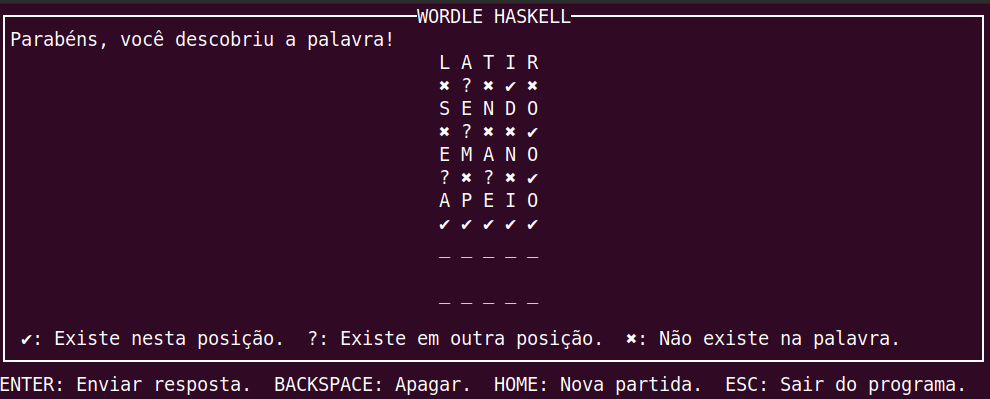 WORDLE HASKELL
Parabéns, você descobriu a palavra!
L A T I R
✖ ? ✖ ✔ ✖
S E N D O
✖ ? ✖ ✖ ✔
E M A N O
? ✖ ? ✖ ✔
A P E I O
✔ ✔ ✔ ✔ ✔
_ _ _ _ _
_ _ _ _ _
✔: Existe nesta posição.  ?: Existe em outra posição.  ✖: Não existe na palavra.
ENTER: Enviar resposta.  BACKSPACE: Apagar.  HOME: Nova partida.  ESC: Sair do programa.